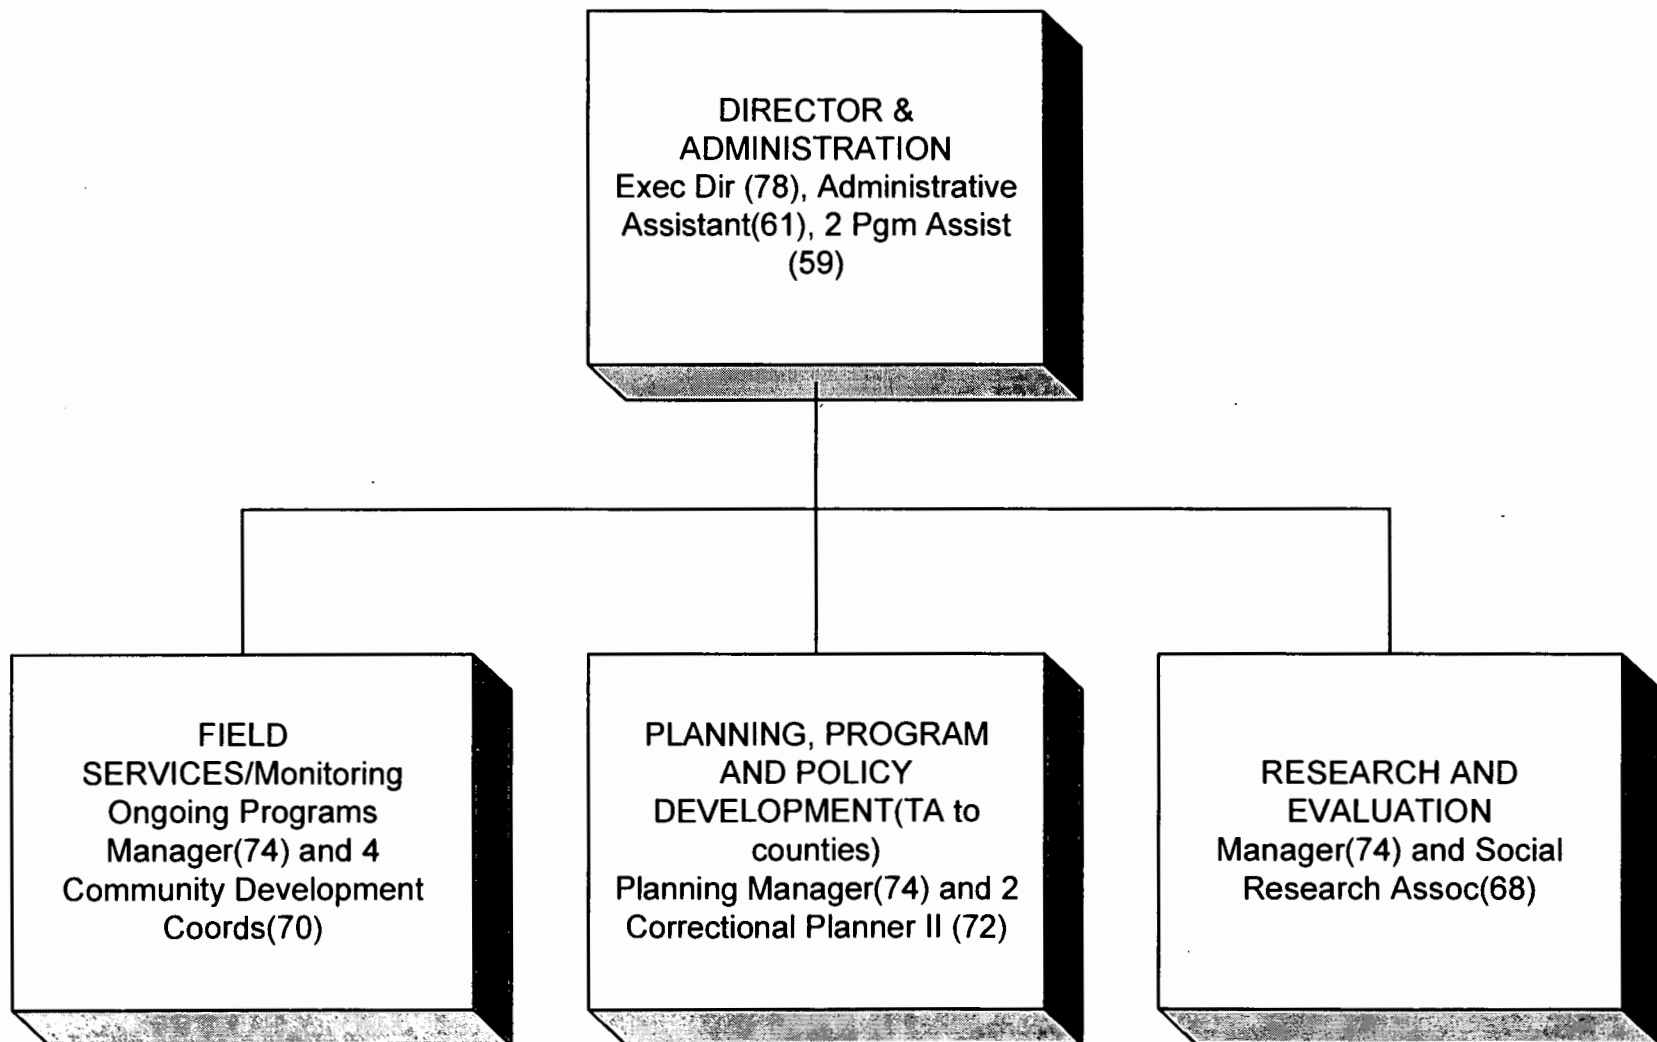 DIRECTOR &
ADMINISTRATION
Exec Dir (78), Administrative
Assistant(61), 2 Pgm Assist
(59)
FIELD
SERVICES/Monitoring
Ongoing Programs
Manager(74) and 4
Community Development
Coords(70)
PLANNING, PROGRAM
AND POLICY
DEVELOPMENT(TA to
counties)
Planning Manager(74) and 2
Correctional Planner II (72)
RESEARCH AND
EVALUATION
Manager(74) and Social
Research Assoc(68)